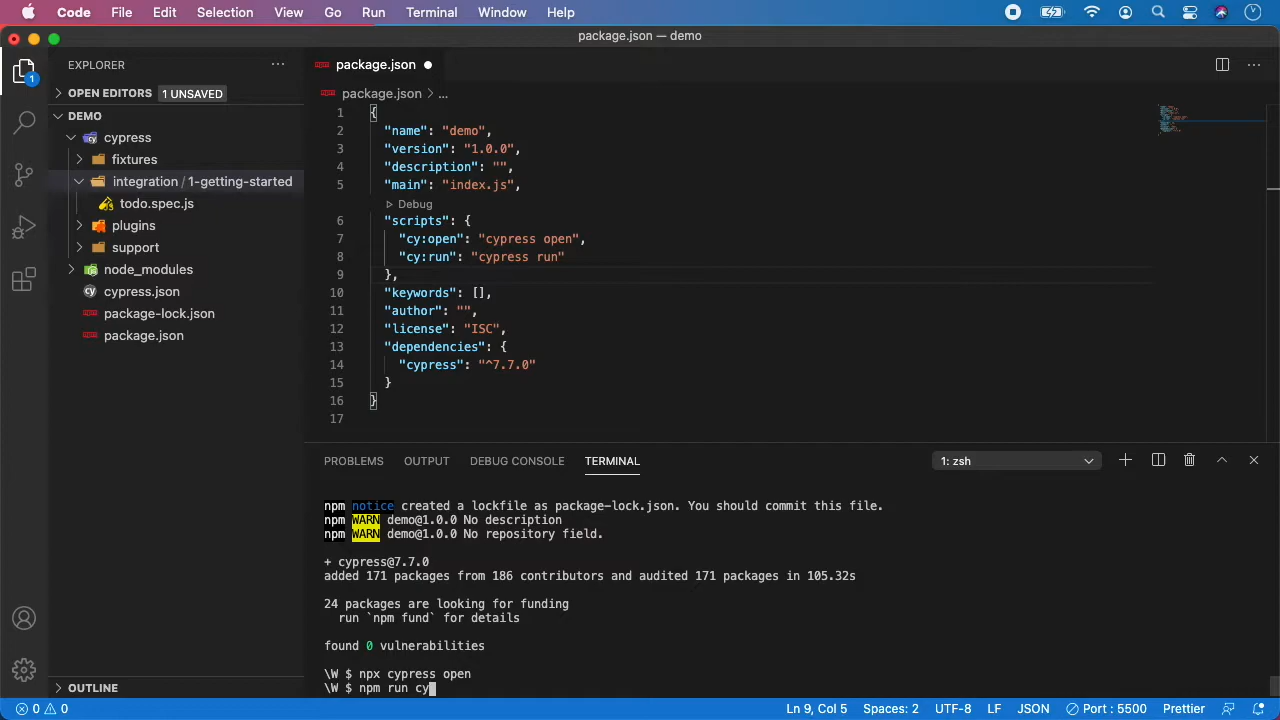 Code File Edit Selection View Go Run Terminal Window Help
package.json — demo
EXPLORER
package.json
OPEN EDITORS 1 UNSAVED
package.json > ...
DEMO
cypress
fixtures
integration / 1-getting-started
todo.spec.js
plugins
support
node_modules
cypress.json
package-lock.json
package.json
OUTLINE
1 {
2 "name": "demo",
3 "version": "1.0.0",
4 "description": "",
5 "main": "index.js",
Debug
6 "scripts": {
7 "cy:open": "cypress open",
8 "cy:run": "cypress run"
9 },
10 "keywords": [],
11 "author": "",
12 "license": "ISC",
13 "dependencies": {
14 "cypress": "^7.7.0"
15 }
16 }
17
PROBLEMS OUTPUT DEBUG CONSOLE TERMINAL 1: zsh
npm notice created a lockfile as package-lock.json. You should commit this file.
npm WARN demo@1.0.0 No description
npm WARN demo@1.0.0 No repository field.
+ cypress@7.7.0
added 171 packages from 186 contributors and audited 171 packages in 105.32s
24 packages are looking for funding
run `npm fund` for details
found 0 vulnerabilities
\W $ npx cypress open
\W $ npm run cy
0 0 Ln 9, Col 5 Spaces: 2 UTF-8 LF JSON Port : 5500 Prettier